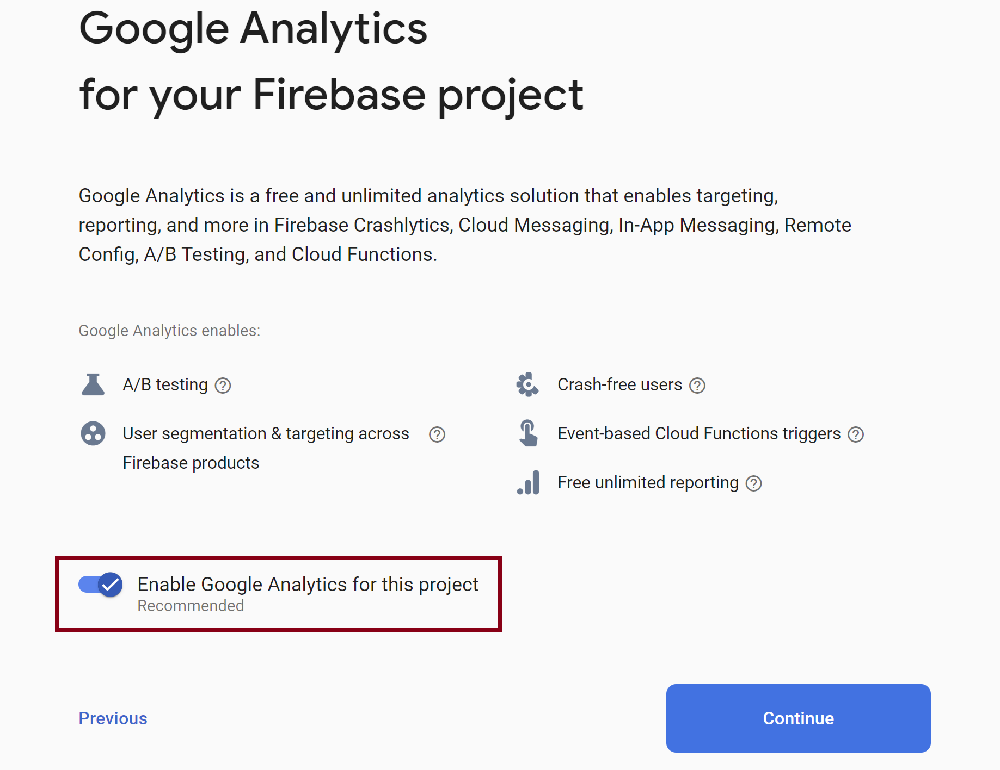 Google Analytics
for your Firebase project
Google Analytics is a free and unlimited analytics solution that enables targeting,
reporting, and more in Firebase Crashlytics, Cloud Messaging, In-App Messaging, Remote
Config, A/B Testing, and Cloud Functions.
Google Analytics enables:
A/B testing
User segmentation & targeting across
Firebase products
Crash-free users
Event-based Cloud Functions triggers
Free unlimited reporting
Enable Google Analytics for this project
Recommended
Previous
Continue